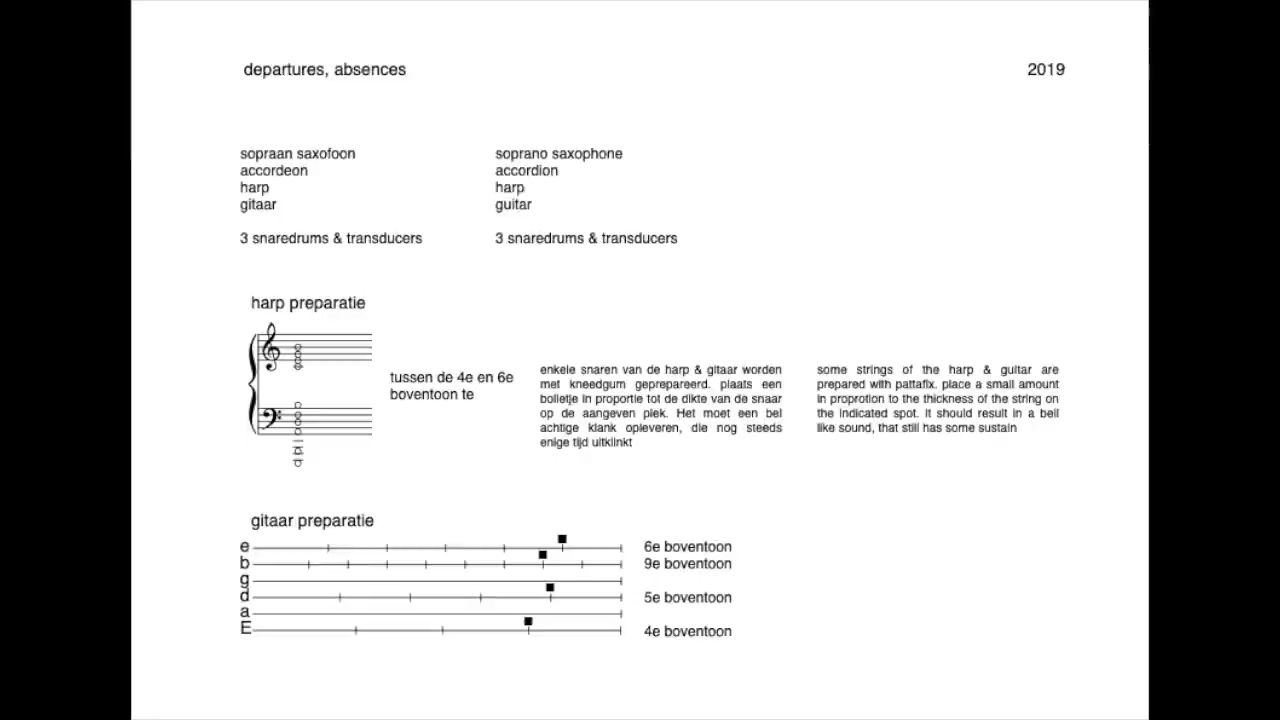 departures, absences
2019
sopraan saxofoon
accordeon
harp
gitaar
3 snaredrums & transducers
soprano saxophone
accordion
harp
guitar
3 snaredrums & transducers
harp preparatie
tussen de 4e en 6e
boventoon te
enkele snaren van de harp & gitaar worden
met kneedgum geprepareerd. plaats een
bolletje in proportie tot de dikte van de snaar
op de aangeven plek. Het moet een bel
achtige klank opleveren, die nog steeds
enige tijd uitklinkt
some strings of the harp & guitar are
prepared with pattafix. place a small amount
in proprotion to the thickness of the string on
the indicated spot. it should result in a bell
like sound, that still has some sustain
gitaar preparatie
e 6e boventoon
b 9e boventoon
g
d 5e boventoon
a
E 4e boventoon